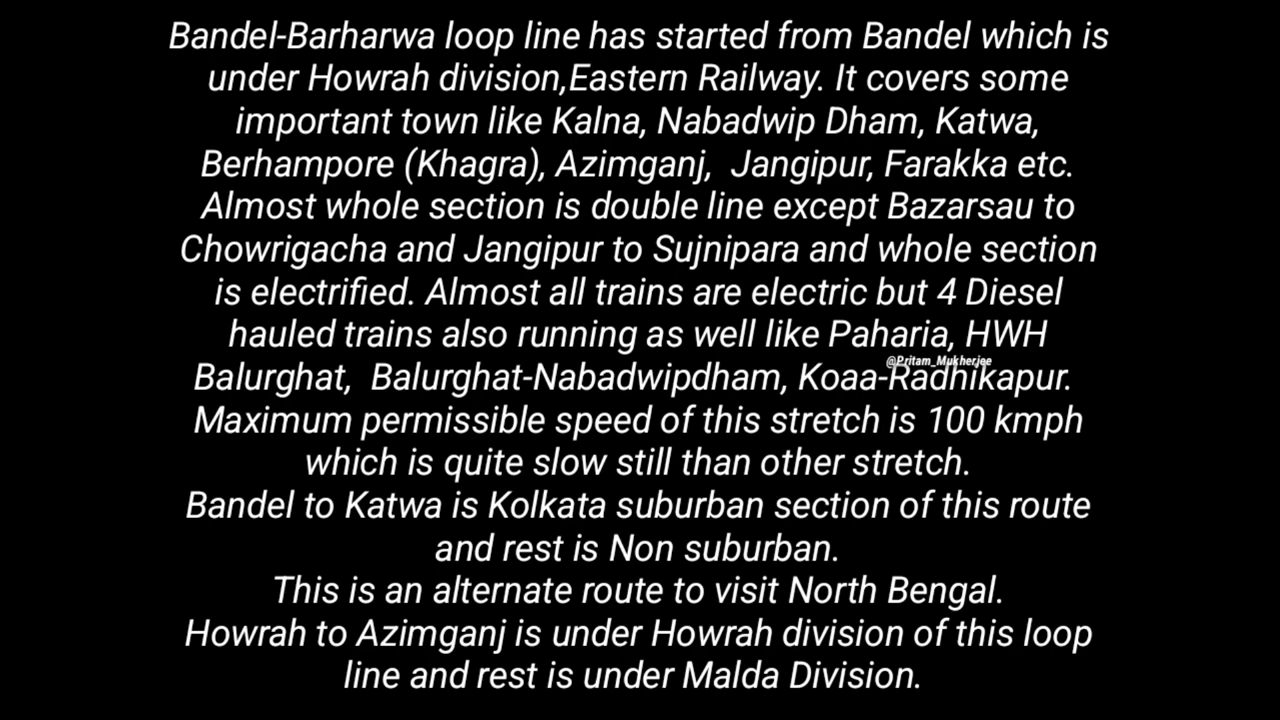 Bandel-Barharwa loop line has started from Bandel which is
under Howrah division,Eastern Railway. It covers some
important town like Kalna, Nabadwip Dham, Katwa,
Berhampore (Khagra), Azimganj,  Jangipur, Farakka etc.
Almost whole section is double line except Bazarsau to
Chowrigacha and Jangipur to Sujnipara and whole section
is electrified. Almost all trains are electric but 4 Diesel
hauled trains also running as well like Paharia, HWH
@Pritam_Mukherjee
Balurghat,  Balurghat-Nabadwipdham, Koaa-Radhikapur.
Maximum permissible speed of this stretch is 100 kmph
which is quite slow still than other stretch.
Bandel to Katwa is Kolkata suburban section of this route
and rest is Non suburban.
This is an alternate route to visit North Bengal.
Howrah to Azimganj is under Howrah division of this loop
line and rest is under Malda Division.